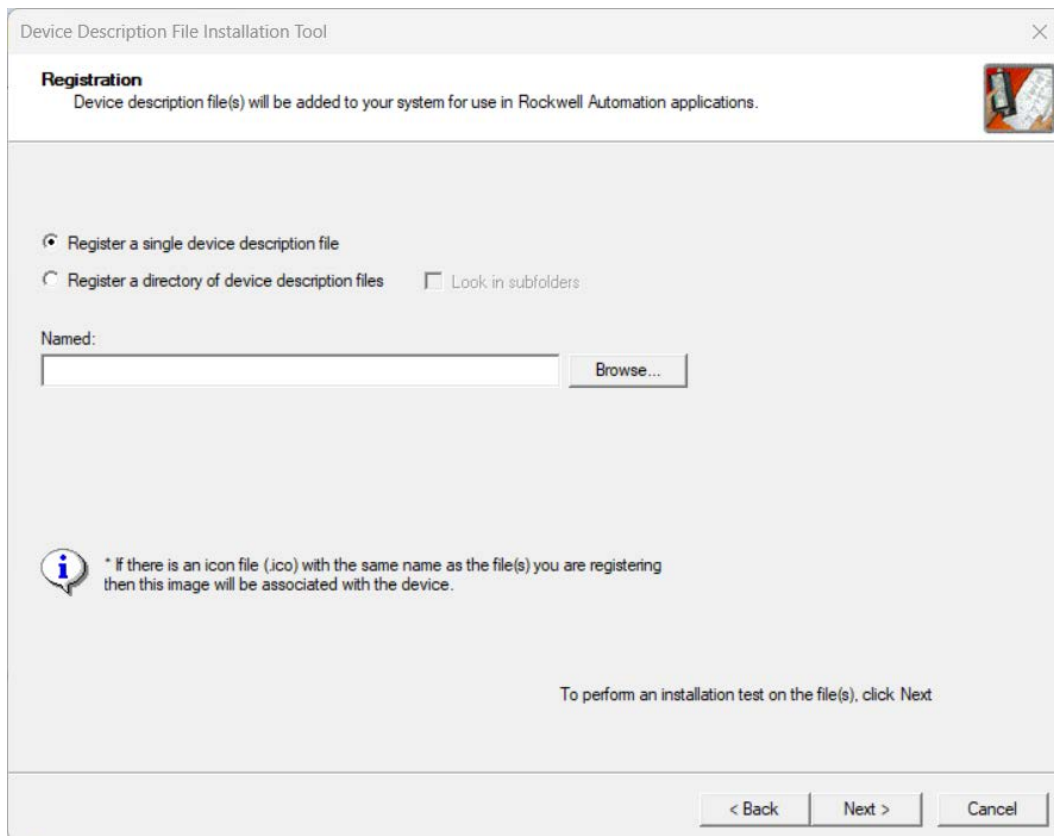 Device Description File Installation Tool
Registration
Device description file(s) will be added to your system for use in Rockwell Automation applications.
Register a single device description file
Register a directory of device description files Look in subfolders
Named:
Browse...
* If there is an icon file (.ico) with the same name as the file(s) you are registering
then this image will be associated with the device.
To perform an installation test on the file(s), click Next
< Back Next > Cancel